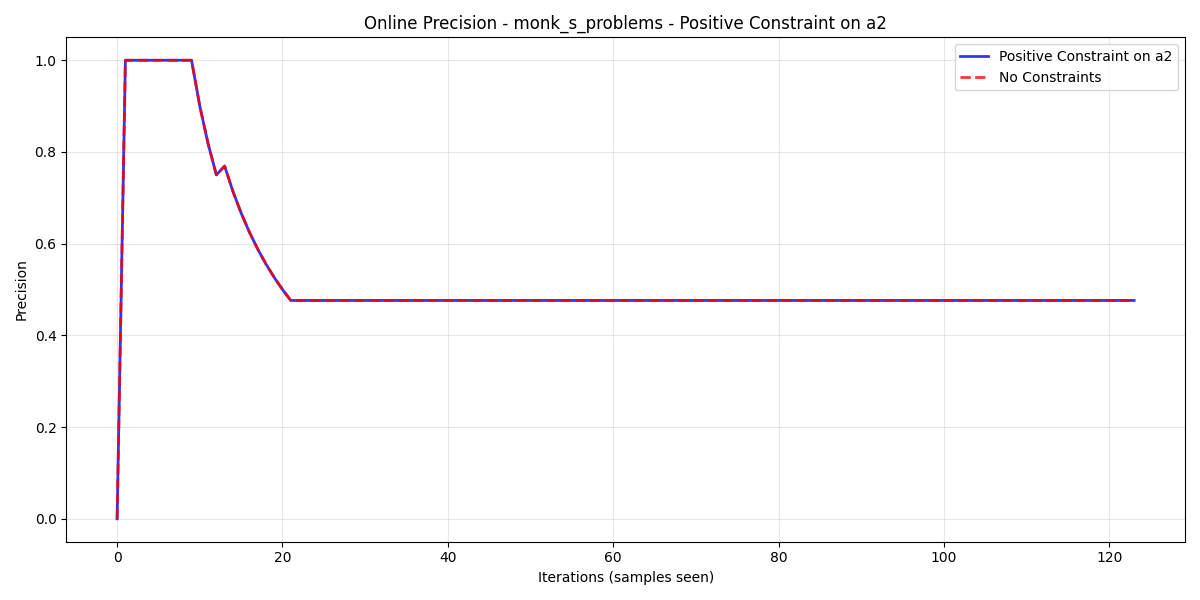 Online Precision - monk_s_problems - Positive Constraint on a2
Positive Constraint on a2
No Constraints
Precision
1.0
0.8
0.6
0.4
0.2
0.0
0 20 40 60 80 100 120
Iterations (samples seen)